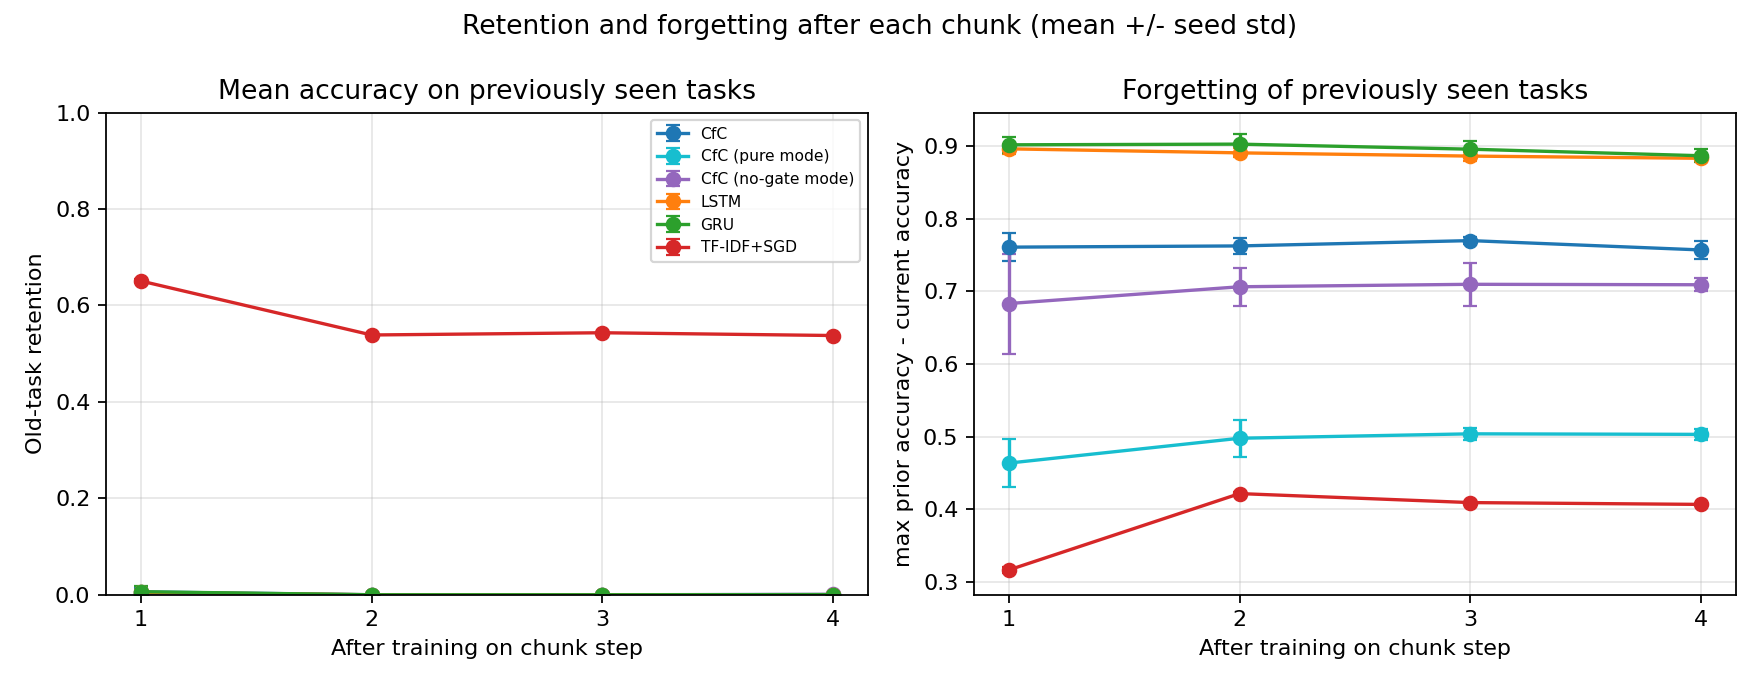 Retention and forgetting after each chunk (mean +/- seed std)
Mean accuracy on previously seen tasks
Old-task retention
1.0
0.8
0.6
0.4
0.2
0.0
1 2 3 4
After training on chunk step
CfC
CfC (pure mode)
CfC (no-gate mode)
LSTM
GRU
TF-IDF+SGD
Forgetting of previously seen tasks
max prior accuracy - current accuracy
0.9
0.8
0.7
0.6
0.5
0.4
0.3
1 2 3 4
After training on chunk step